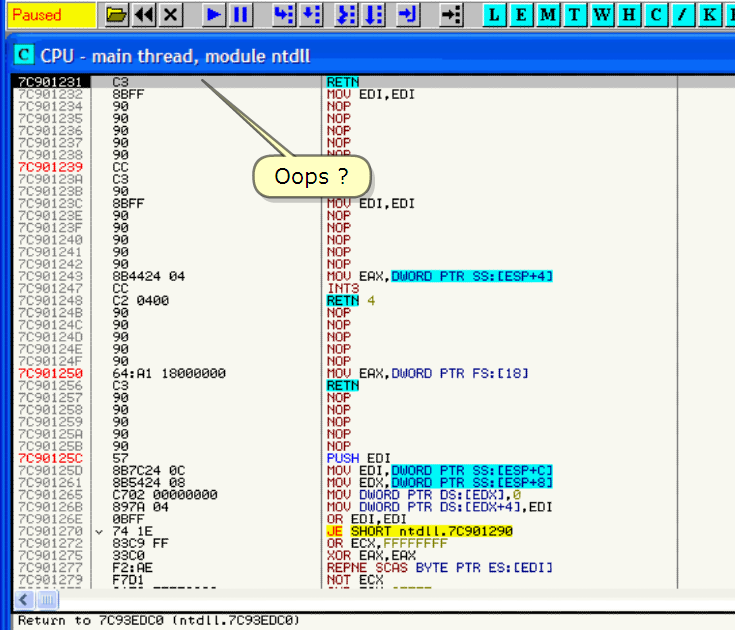 Paused L E M T W H C / K
C CPU - main thread, module ntdll
7C901231 C3 RETN
7C901232 8BFF MOV EDI,EDI
7C901234 90 NOP
7C901235 90 NOP
7C901236 90 NOP
7C901237 90 NOP
7C901238 90 NOP
7C901239 CC
7C90123A C3
7C90123B 90
Oops ?
7C90123C 8BFF MOV EDI,EDI
7C90123E 90 NOP
7C90123F 90 NOP
7C901240 90 NOP
7C901241 90 NOP
7C901242 90 NOP
7C901243 8B4424 04 MOV EAX,DWORD PTR SS:[ESP+4]
7C901247 CC INT3
7C901248 C2 0400 RETN 4
7C90124B 90 NOP
7C90124C 90 NOP
7C90124D 90 NOP
7C90124E 90 NOP
7C90124F 90 NOP
7C901250 64:A1 18000000 MOV EAX,DWORD PTR FS:[18]
7C901256 C3 RETN
7C901257 90 NOP
7C901258 90 NOP
7C901259 90 NOP
7C90125A 90 NOP
7C90125B 90 NOP
7C90125C 57 PUSH EDI
7C90125D 8B7C24 0C MOV EDI,DWORD PTR SS:[ESP+C]
7C901261 8B5424 08 MOV EDX,DWORD PTR SS:[ESP+8]
7C901265 C702 00000000 MOV DWORD PTR DS:[EDX],0
7C90126B 897A 04 MOV DWORD PTR DS:[EDX+4],EDI
7C90126E 0BFF OR EDI,EDI
7C901270 74 1E JE SHORT ntdll.7C901290
7C901272 83C9 FF OR ECX,FFFFFFFF
7C901275 33C0 XOR EAX,EAX
7C901277 F2:AE REPNE SCAS BYTE PTR ES:[EDI]
7C901279 F7D1 NOT ECX
Return to 7C93EDC0 (ntdll.7C93EDC0)